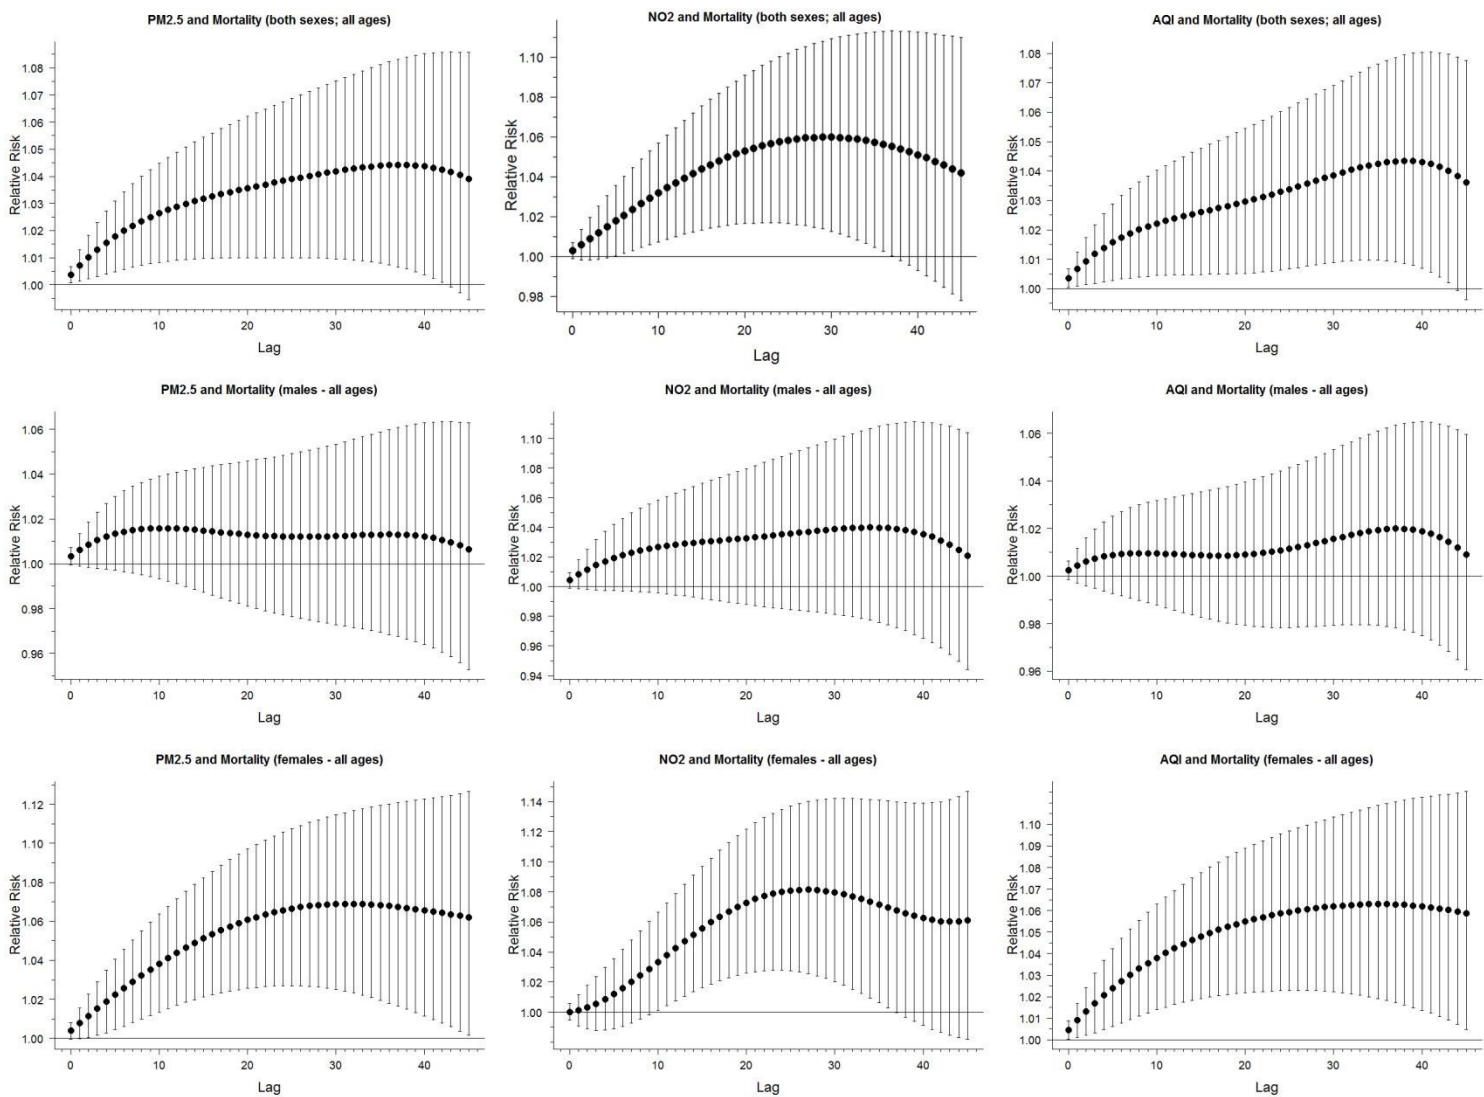 PM2.5 and Mortality (both sexes; all ages)
Relative Risk
1.08
1.07
1.06
1.05
1.04
1.03
1.02
1.01
1.00
0 10 20 30 40
Lag
NO2 and Mortality (both sexes; all ages)
Relative Risk
1.10
1.08
1.06
1.04
1.02
1.00
0.98
0 10 20 30 40
Lag
AQI and Mortality (both sexes; all ages)
Relative Risk
1.08
1.07
1.06
1.05
1.04
1.03
1.02
1.01
1.00
0 10 20 30 40
Lag
PM2.5 and Mortality (males - all ages)
Relative Risk
1.06
1.04
1.02
1.00
0.98
0.96
0 10 20 30 40
Lag
NO2 and Mortality (males - all ages)
Relative Risk
1.10
1.08
1.06
1.04
1.02
1.00
0.98
0.96
0.94
0 10 20 30 40
Lag
AQI and Mortality (males - all ages)
Relative Risk
1.06
1.04
1.02
1.00
0.98
0.96
0 10 20 30 40
Lag
PM2.5 and Mortality (females - all ages)
Relative Risk
1.12
1.10
1.08
1.06
1.04
1.02
1.00
0 10 20 30 40
Lag
NO2 and Mortality (females - all ages)
Relative Risk
1.14
1.12
1.10
1.08
1.06
1.04
1.02
1.00
0.98
0 10 20 30 40
Lag
AQI and Mortality (females - all ages)
Relative Risk
1.10
1.09
1.08
1.07
1.06
1.05
1.04
1.03
1.02
1.01
1.00
0 10 20 30 40
Lag